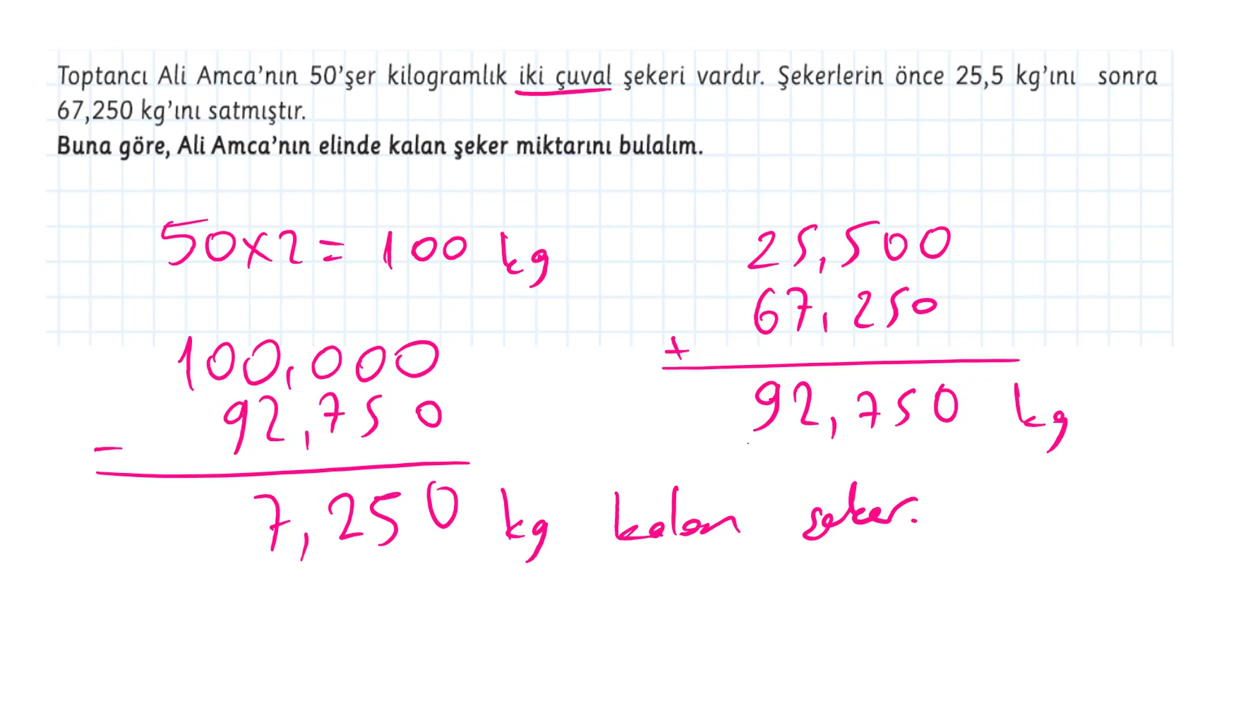 Toptancı Ali Amca'nın 50'şer kilogramlık iki çuval şekeri vardır. Şekerlerin önce 25,5 kg'ını sonra
67,250 kg'ını satmıştır.
Buna göre, Ali Amca'nın elinde kalan şeker miktarını bulalım.
50x2 = 100 kg
100,000
92,750
-
7,250 kg kalan şeker.
25,500
67,250
+
92,750 kg